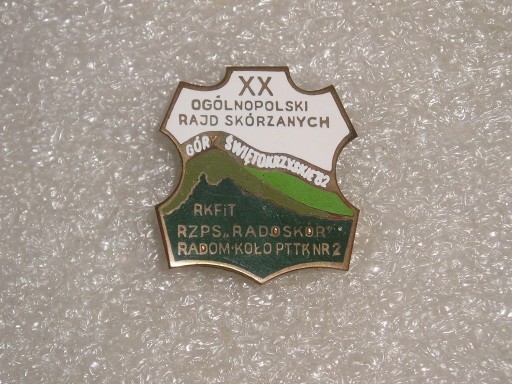 XX
OGÓLNOPOLSKI
RAJD SKÓRZANYCH
GÓRY ŚWIĘTOKRZYSKIE 82
RKFiT
RZPS „RADOSKÓR”
RADOM-KOŁO PTTK NR 2